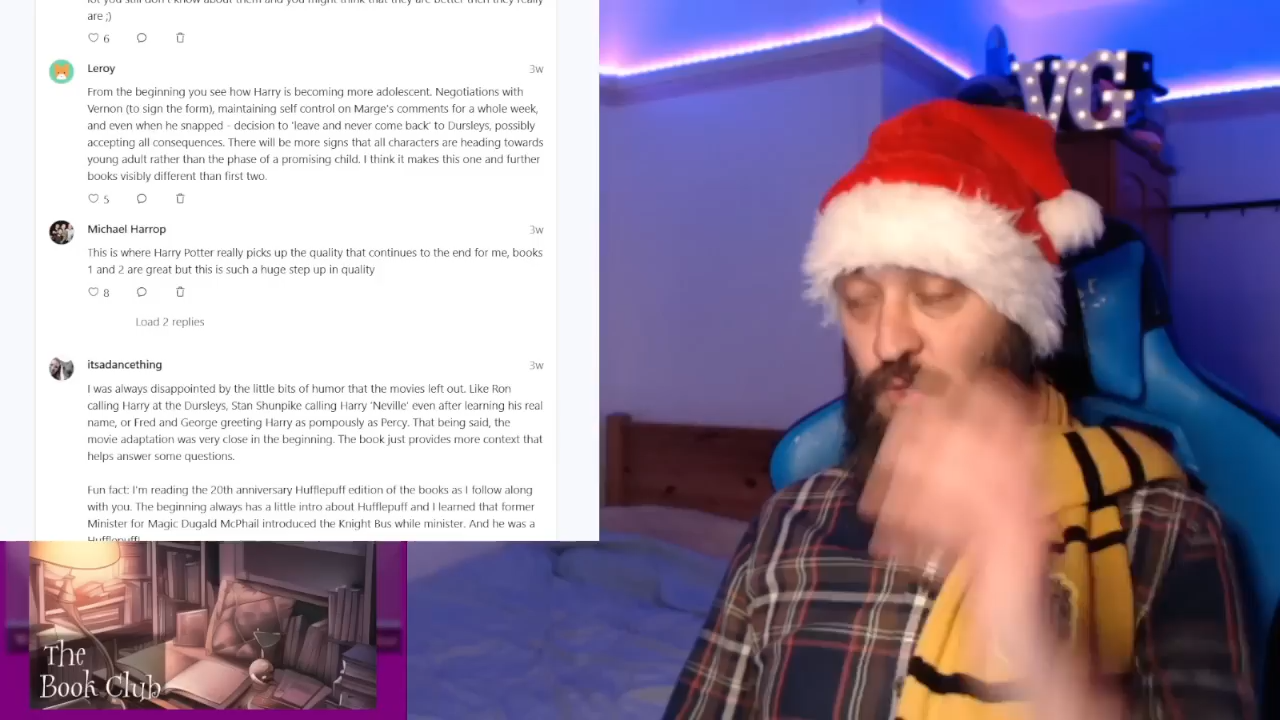 are ;)
6
Leroy
3w
From the beginning you see how Harry is becoming more adolescent. Negotiations with
Vernon (to sign the form), maintaining self control on Marge's comments for a whole week,
and even when he snapped - decision to 'leave and never come back' to Dursleys, possibly
accepting all consequences. There will be more signs that all characters are heading towards
young adult rather than the phase of a promising child. I think it makes this one and further
books visibly different than first two.
5
Michael Harrop
3w
This is where Harry Potter really picks up the quality that continues to the end for me, books
1 and 2 are great but this is such a huge step up in quality
8
Load 2 replies
itsadancething
3w
I was always disappointed by the little bits of humor that the movies left out. Like Ron
calling Harry at the Dursleys, Stan Shunpike calling Harry 'Neville' even after learning his real
name, or Fred and George greeting Harry as pompously as Percy. That being said, the
movie adaptation was very close in the beginning. The book just provides more context that
helps answer some questions.
Fun fact: I'm reading the 20th anniversary Hufflepuff edition of the books as I follow along
with you. The beginning always has a little intro about Hufflepuff and I learned that former
Minister for Magic Dugald McPhail introduced the Knight Bus while minister. And he was a
VG
The
Book Club